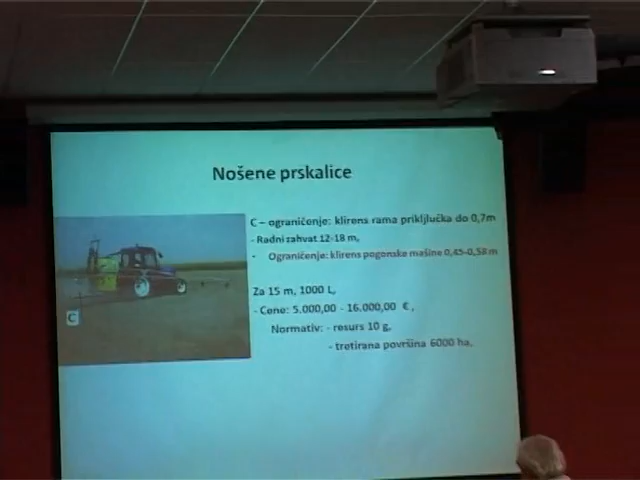 Nošene prskalice
C – ograničenje: klirens rama priključka do 0,7m
- Radni zahvat 12-18 m,
• Ograničenje: klirens pogonske mašine 0,45-0,58 m
Za 15 m, 1000 L,
- Cene: 5.000,00 - 16.000,00 €,
Normativ: - resurs 10 g,
- tretirana površina 6000 ha,
C